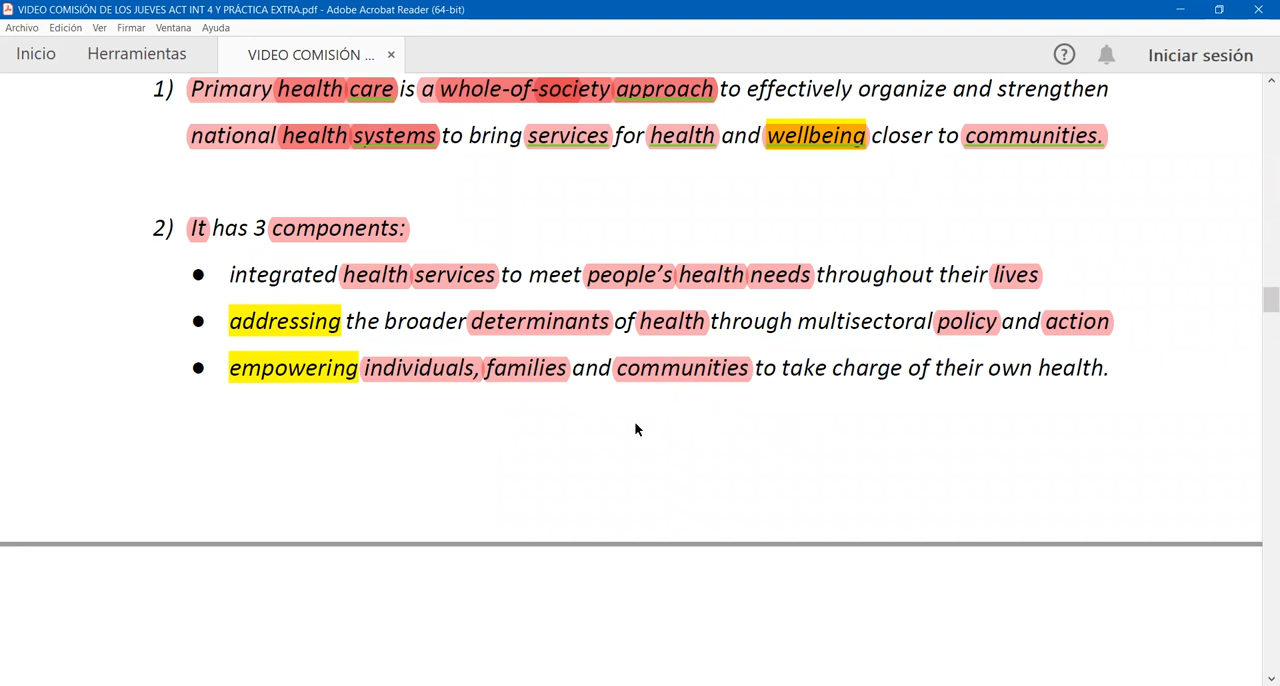 VIDEO COMISIÓN DE LOS JUEVES ACT INT 4 Y PRÁCTICA EXTRA.pdf - Adobe Acrobat Reader (64-bit)
Archivo Edición Ver Firmar Ventana Ayuda
Inicio Herramientas VIDEO COMISIÓN ... × Iniciar sesión
1) Primary health care is a whole-of-society approach to effectively organize and strengthen
national health systems to bring services for health and wellbeing closer to communities.
2) It has 3 components:
● integrated health services to meet people's health needs throughout their lives
● addressing the broader determinants of health through multisectoral policy and action
● empowering individuals, families and communities to take charge of their own health.